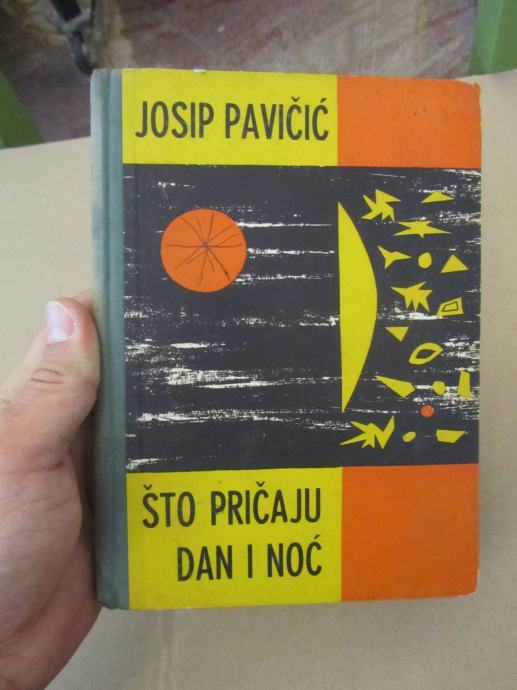 JOSIP PAVIČIĆ
ŠTO PRIČAJU
DAN I NOĆ